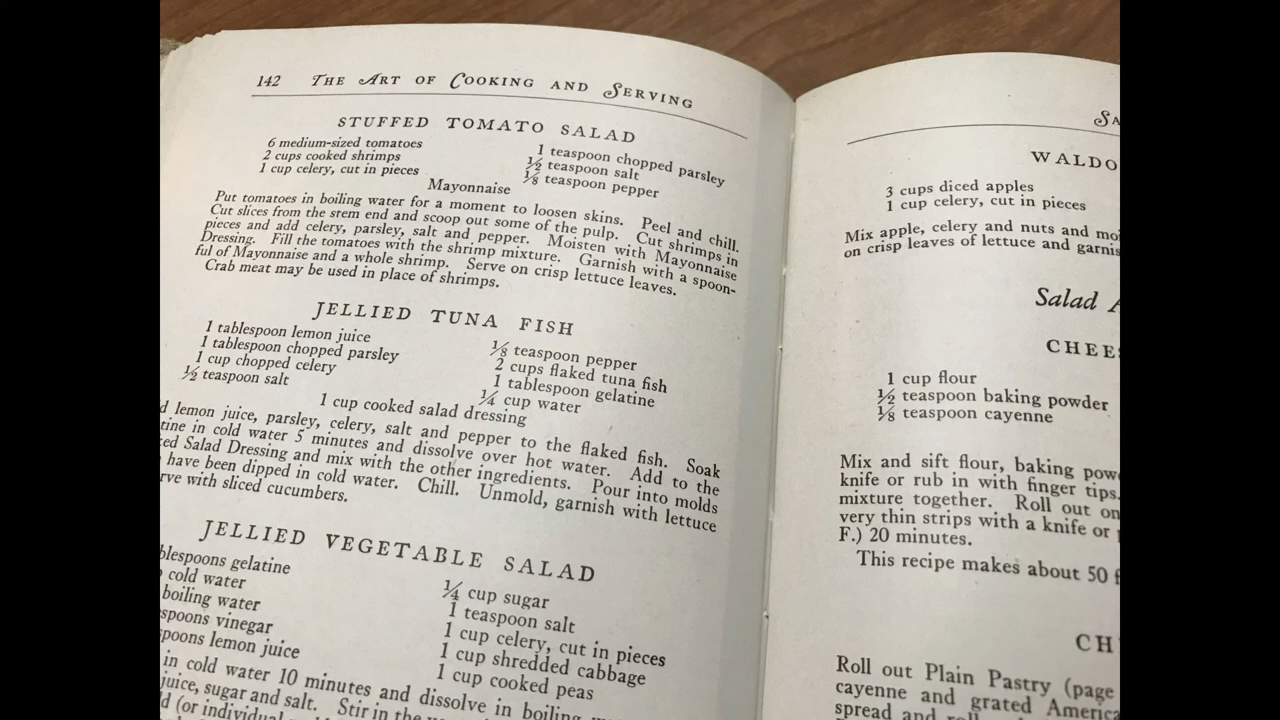 142 THE ART OF COOKING AND SERVING
STUFFED TOMATO SALAD
6 medium-sized tomatoes
2 cups cooked shrimps
1 cup celery, cut in pieces
1 teaspoon chopped parsley
½ teaspoon salt
⅛ teaspoon pepper
Mayonnaise
Put tomatoes in boiling water for a moment to loosen skins. Peel and chill.
Cut slices from the stem end and scoop out some of the pulp. Cut shrimps in
pieces and add celery, parsley, salt and pepper. Moisten with Mayonnaise
Dressing. Fill the tomatoes with the shrimp mixture. Garnish with a spoon-
ful of Mayonnaise and a whole shrimp. Serve on crisp lettuce leaves.
Crab meat may be used in place of shrimps.
JELLIED TUNA FISH
1 tablespoon lemon juice
1 tablespoon chopped parsley
1 cup chopped celery
½ teaspoon salt
⅛ teaspoon pepper
2 cups flaked tuna fish
1 tablespoon gelatine
¼ cup water
1 cup cooked salad dressing
d lemon juice, parsley, celery, salt and pepper to the flaked fish. Soak
tine in cold water 5 minutes and dissolve over hot water. Add to the
ed Salad Dressing and mix with the other ingredients. Pour into molds
have been dipped in cold water. Chill. Unmold, garnish with lettuce
rve with sliced cucumbers.
JELLIED VEGETABLE SALAD
blespoons gelatine
cold water
boiling water
spoons vinegar
spoons lemon juice
¼ cup sugar
1 teaspoon salt
1 cup celery, cut in pieces
1 cup shredded cabbage
1 cup cooked peas
in cold water 10 minutes and dissolve in boiling
juice, sugar and salt. Stir in the
d (or individual
SA
WALDO
3 cups diced apples
1 cup celery, cut in pieces
Mix apple, celery and nuts and mo
on crisp leaves of lettuce and garnis
Salad A
CHEES
1 cup flour
½ teaspoon baking powder
⅛ teaspoon cayenne
Mix and sift flour, baking pow
knife or rub in with finger tips.
mixture together. Roll out on
very thin strips with a knife or
F.) 20 minutes.
This recipe makes about 50 f
CH
Roll out Plain Pastry (page
cayenne and grated America
spread and roll